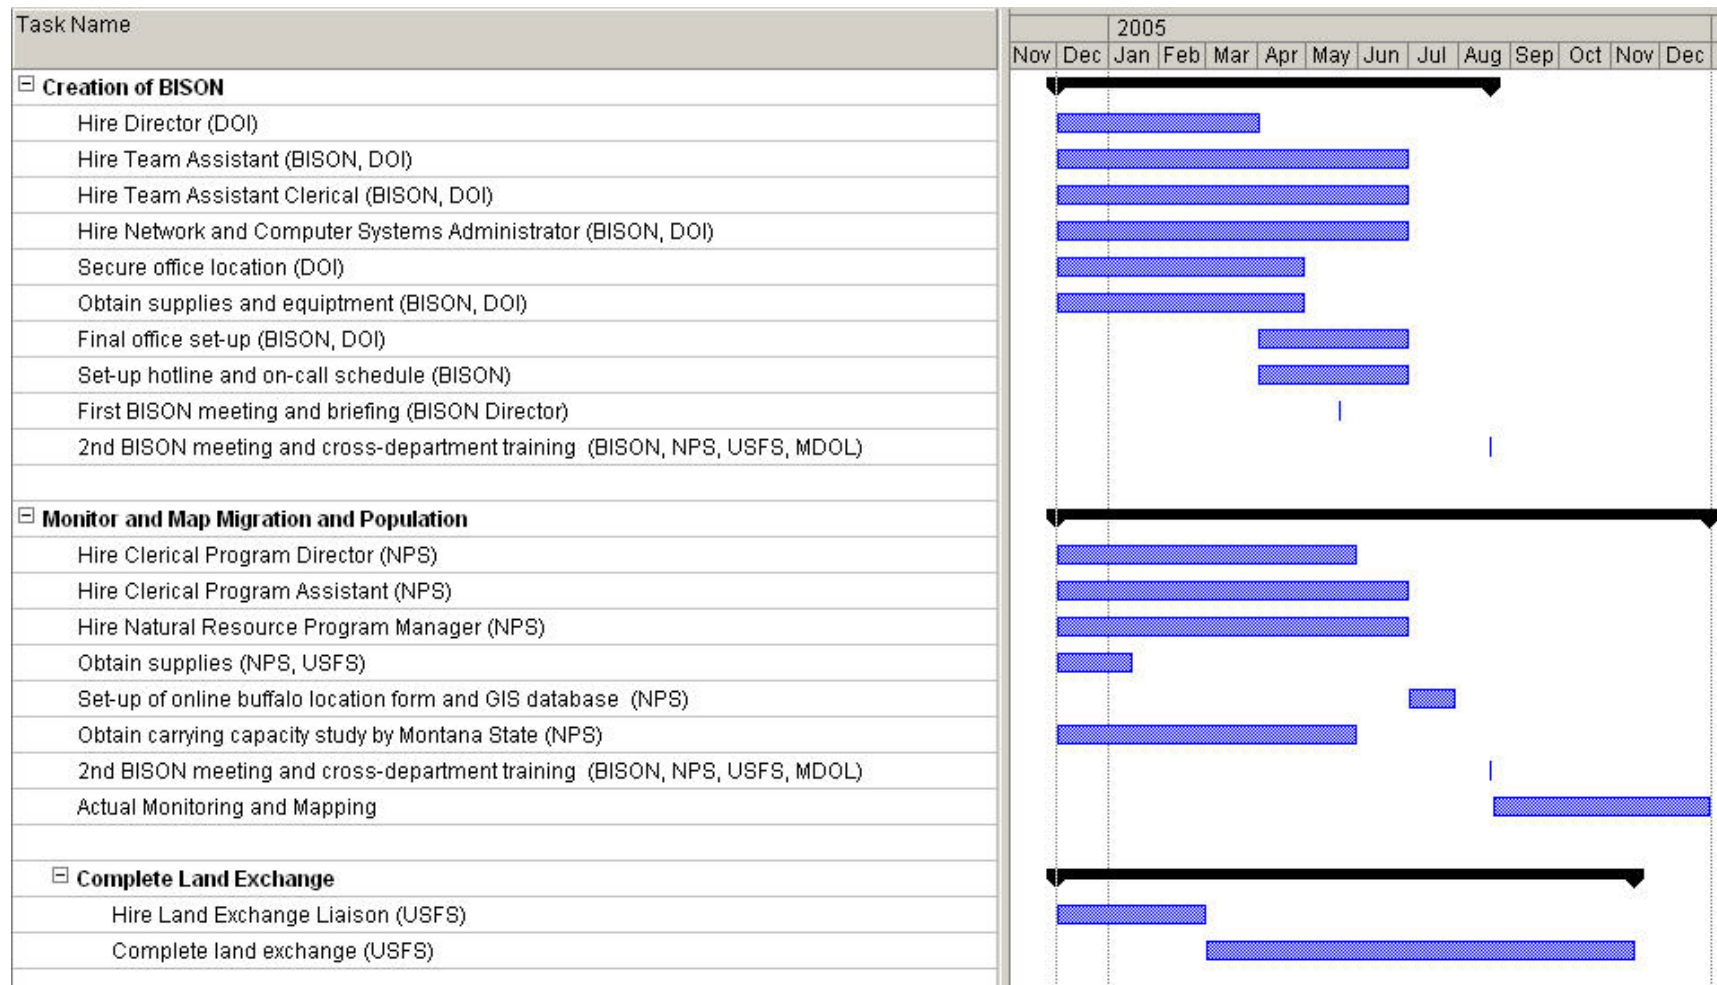 Task Name
2005
Nov Dec Jan Feb Mar Apr May Jun Jul Aug Sep Oct Nov Dec
Creation of BISON
Hire Director (DOI)
Hire Team Assistant (BISON, DOI)
Hire Team Assistant Clerical (BISON, DOI)
Hire Network and Computer Systems Administrator (BISON, DOI)
Secure office location (DOI)
Obtain supplies and equiptment (BISON, DOI)
Final office set-up (BISON, DOI)
Set-up hotline and on-call schedule (BISON)
First BISON meeting and briefing (BISON Director)
2nd BISON meeting and cross-department training (BISON, NPS, USFS, MDOL)
Monitor and Map Migration and Population
Hire Clerical Program Director (NPS)
Hire Clerical Program Assistant (NPS)
Hire Natural Resource Program Manager (NPS)
Obtain supplies (NPS, USFS)
Set-up of online buffalo location form and GIS database (NPS)
Obtain carrying capacity study by Montana State (NPS)
2nd BISON meeting and cross-department training (BISON, NPS, USFS, MDOL)
Actual Monitoring and Mapping
Complete Land Exchange
Hire Land Exchange Liaison (USFS)
Complete land exchange (USFS)